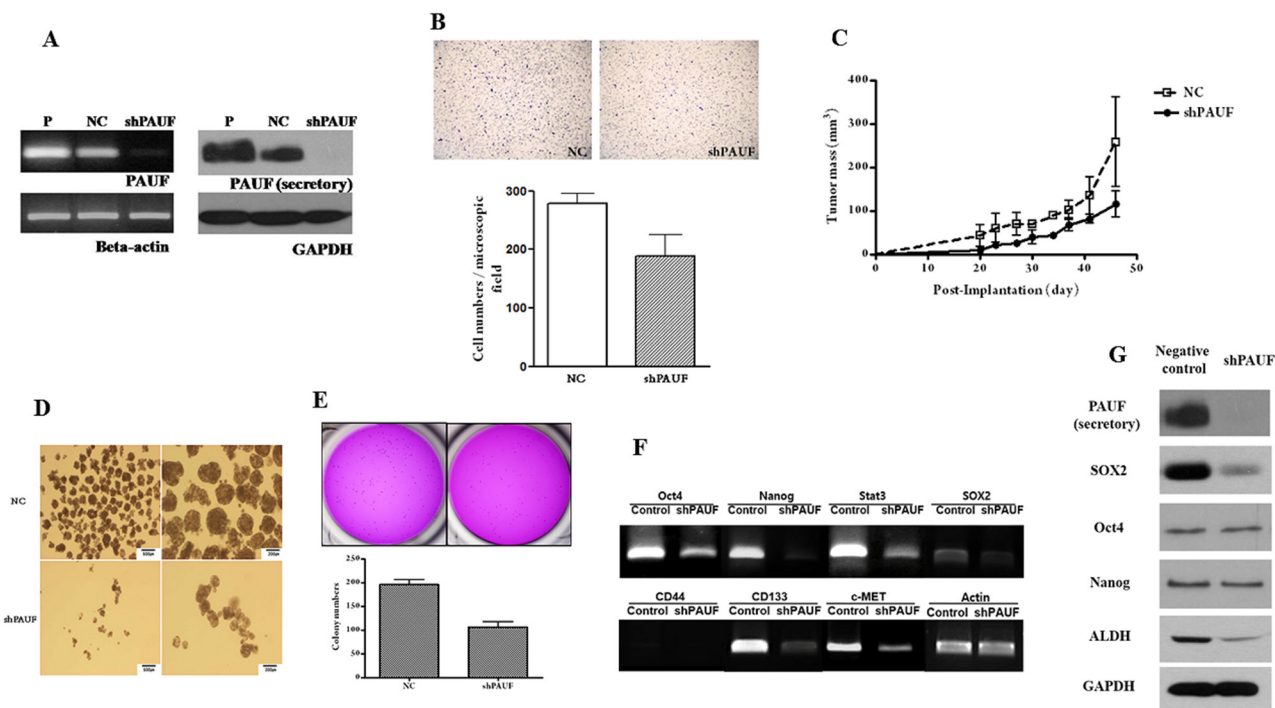 A
P NC shPAUF
PAUF
Beta-actin
P NC shPAUF
PAUF (secretory)
GAPDH
B
NC
shPAUF
Cell numbers / microscopic
field
300
200
100
0
NC shPAUF
C
Tumor mass (mm³)
400
300
200
100
0
0 10 20 30 40 50
Post-Implantation (day)
NC
shPAUF
D
NC
shPAUF
500µm
200µm
500µm
200µm
E
Colony numbers
250
200
150
100
50
0
NC shPAUF
F
Oct4 Nanog Stat3 SOX2
Control shPAUF Control shPAUF Control shPAUF Control shPAUF
CD44 CD133 c-MET Actin
Control shPAUF Control shPAUF Control shPAUF Control shPAUF
G
Negative
control
shPAUF
PAUF
(secretory)
SOX2
Oct4
Nanog
ALDH
GAPDH